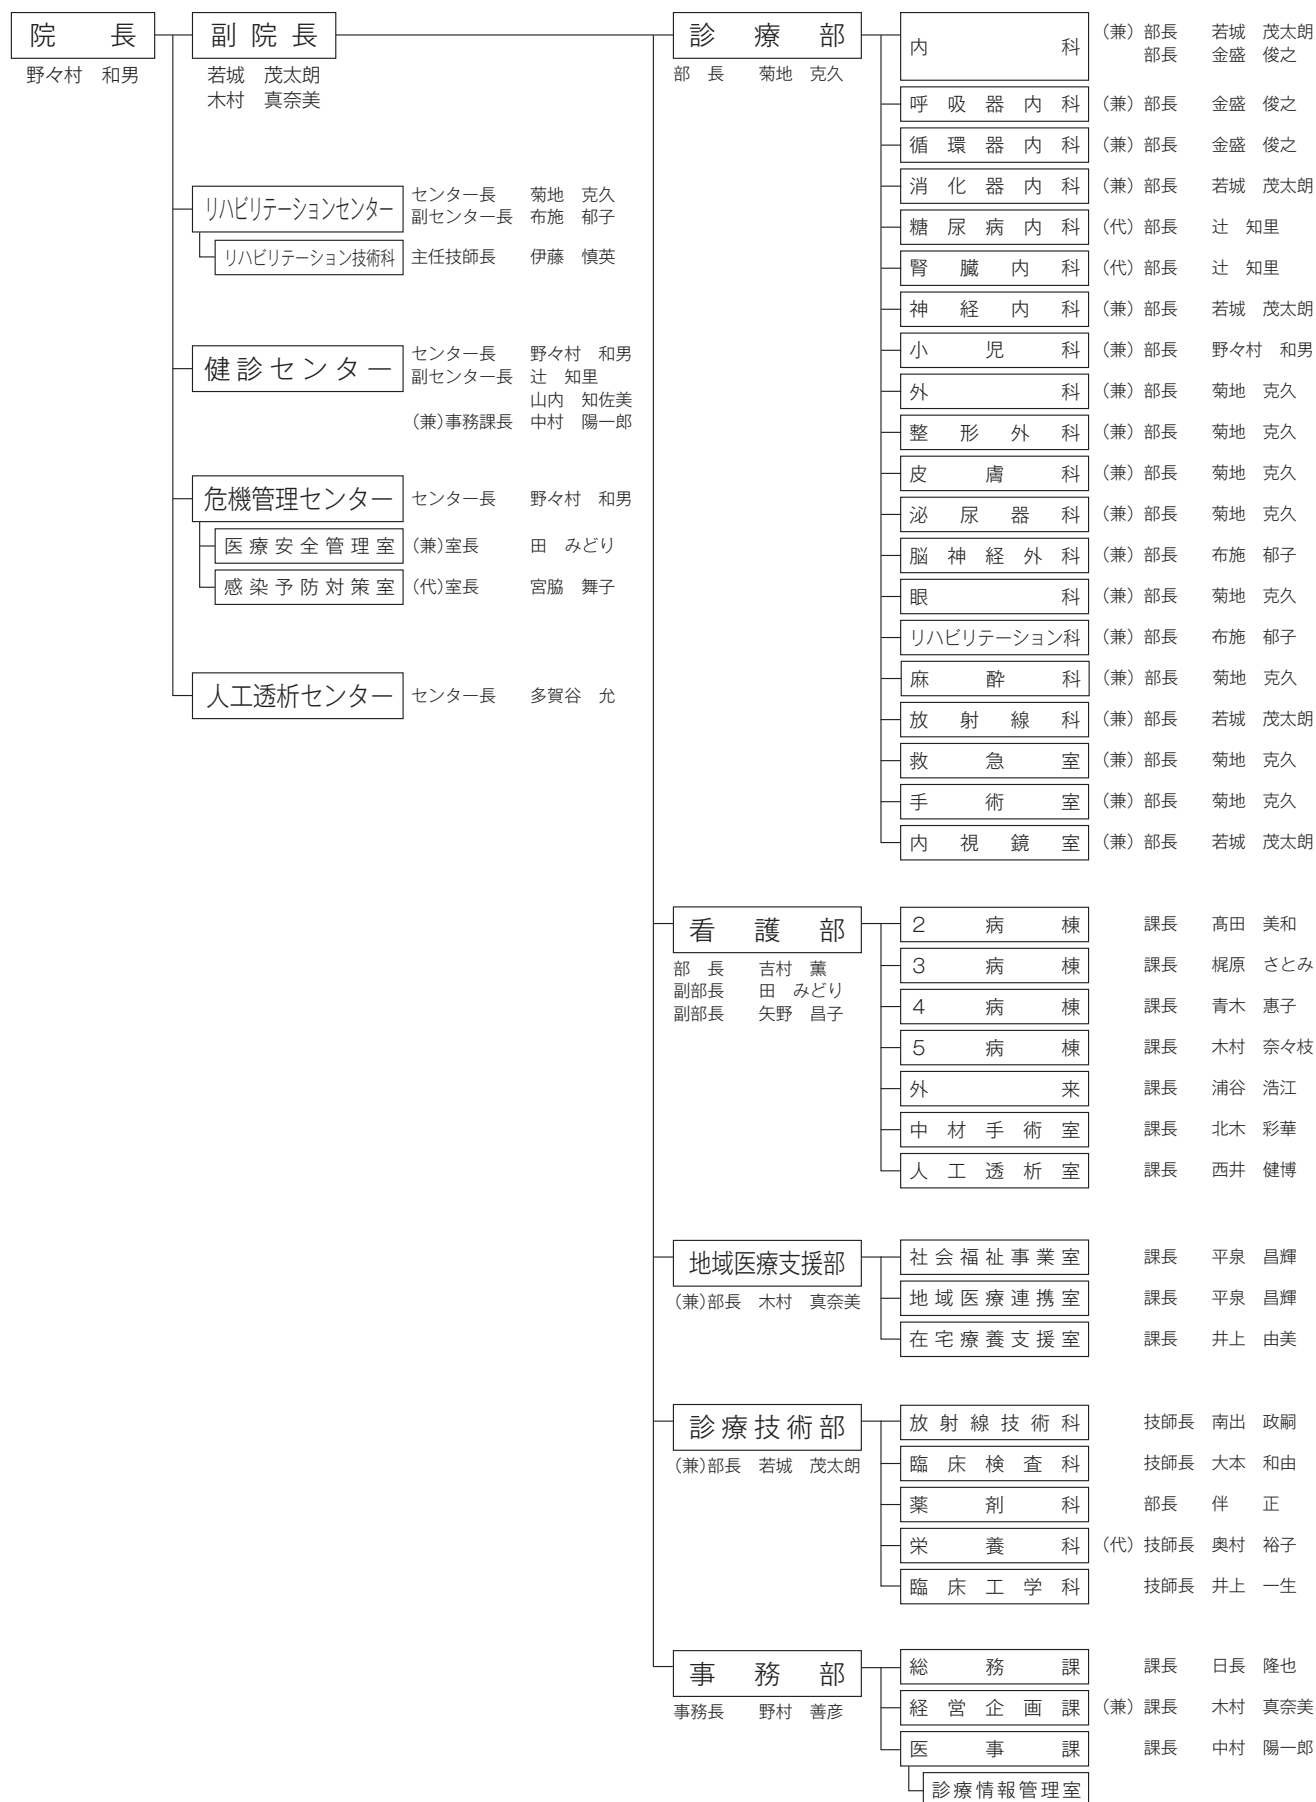 院長
野々村 和男
副院長
若城 茂太朗
木村 真奈美
リハビリテーションセンター
センター長 菊地 克久
副センター長 布施 郁子
リハビリテーション技術科 主任技師長 伊藤 慎英
健診センター
センター長 野々村 和男
副センター長 辻 知里
山内 知佐美
(兼)事務課長 中村 陽一郎
危機管理センター センター長 野々村 和男
医療安全管理室 (兼)室長 田 みどり
感染予防対策室 (代)室長 宮脇 舞子
人工透析センター センター長 多賀谷 允
診療部
部長 菊地 克久
内科 (兼)部長 若城 茂太朗
部長 金盛 俊之
呼吸器内科 (兼)部長 金盛 俊之
循環器内科 (兼)部長 金盛 俊之
消化器内科 (兼)部長 若城 茂太朗
糖尿病内科 (代)部長 辻 知里
腎臓内科 (代)部長 辻 知里
神経内科 (兼)部長 若城 茂太朗
小児科 (兼)部長 野々村 和男
外科 (兼)部長 菊地 克久
整形外科 (兼)部長 菊地 克久
皮膚科 (兼)部長 菊地 克久
泌尿器科 (兼)部長 菊地 克久
脳神経外科 (兼)部長 布施 郁子
眼科 (兼)部長 菊地 克久
リハビリテーション科 (兼)部長 布施 郁子
麻酔科 (兼)部長 菊地 克久
放射線科 (兼)部長 若城 茂太朗
救急室 (兼)部長 菊地 克久
手術室 (兼)部長 菊地 克久
内視鏡室 (兼)部長 若城 茂太朗
看護部
部長 吉村 薫
副部長 田 みどり
副部長 矢野 昌子
2病棟 課長 髙田 美和
3病棟 課長 梶原 さとみ
4病棟 課長 青木 惠子
5病棟 課長 木村 奈々枝
外来 課長 浦谷 浩江
中材手術室 課長 北木 彩華
人工透析室 課長 西井 健博
地域医療支援部
(兼)部長 木村 真奈美
社会福祉事業室 課長 平泉 昌輝
地域医療連携室 課長 平泉 昌輝
在宅療養支援室 課長 井上 由美
診療技術部
(兼)部長 若城 茂太朗
放射線技術科 技師長 南出 政嗣
臨床検査科 技師長 大本 和由
薬剤科 部長 伴 正
栄養科 (代)技師長 奥村 裕子
臨床工学科 技師長 井上 一生
事務部
事務長 野村 善彦
総務課 課長 日長 隆也
経営企画課 (兼)課長 木村 真奈美
医事課 課長 中村 陽一郎
診療情報管理室